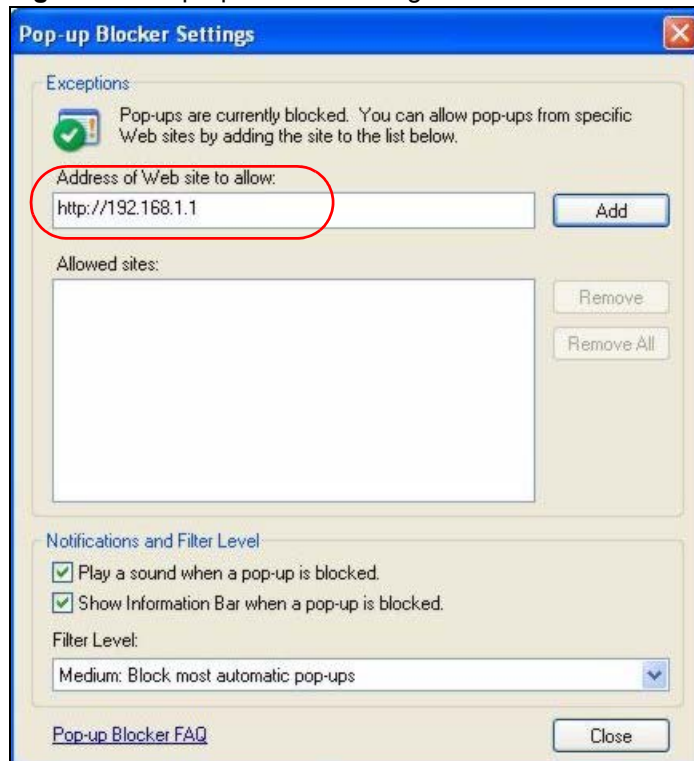 Pop-up Blocker Settings
Exceptions
Pop-ups are currently blocked. You can allow pop-ups from specific
Web sites by adding the site to the list below.
Address of Web site to allow:
http://192.168.1.1
Add
Allowed sites:
Remove
Remove All
Notifications and Filter Level
Play a sound when a pop-up is blocked.
Show Information Bar when a pop-up is blocked.
Filter Level:
Medium: Block most automatic pop-ups
Pop-up Blocker FAQ
Close